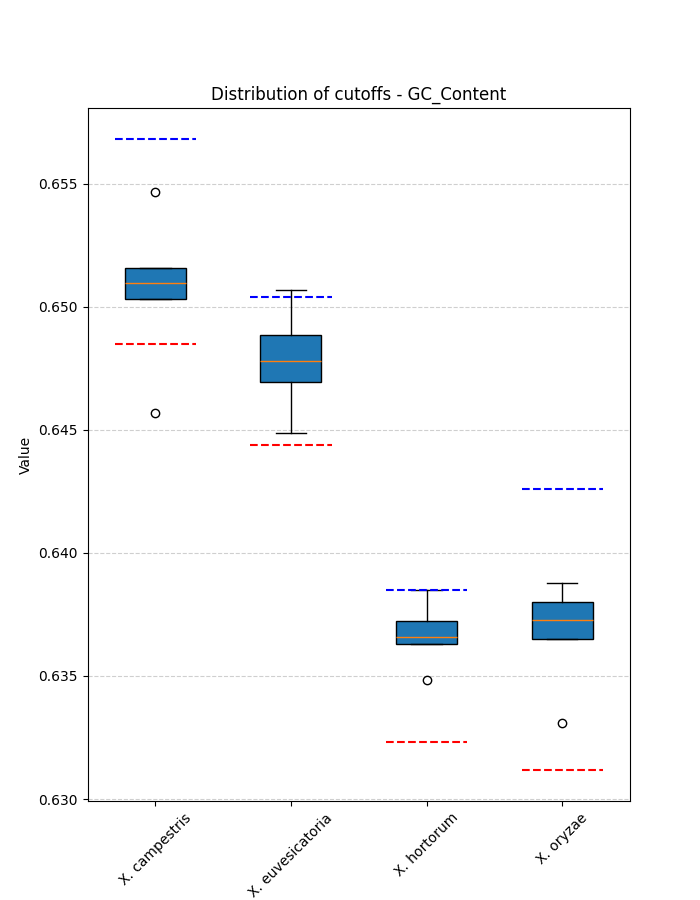 Distribution of cutoffs - GC_Content
0.655
0.650
0.645
0.640
0.635
0.630
Value
X. campestris
X. euvesicatoria
X. hortorum
X. oryzae